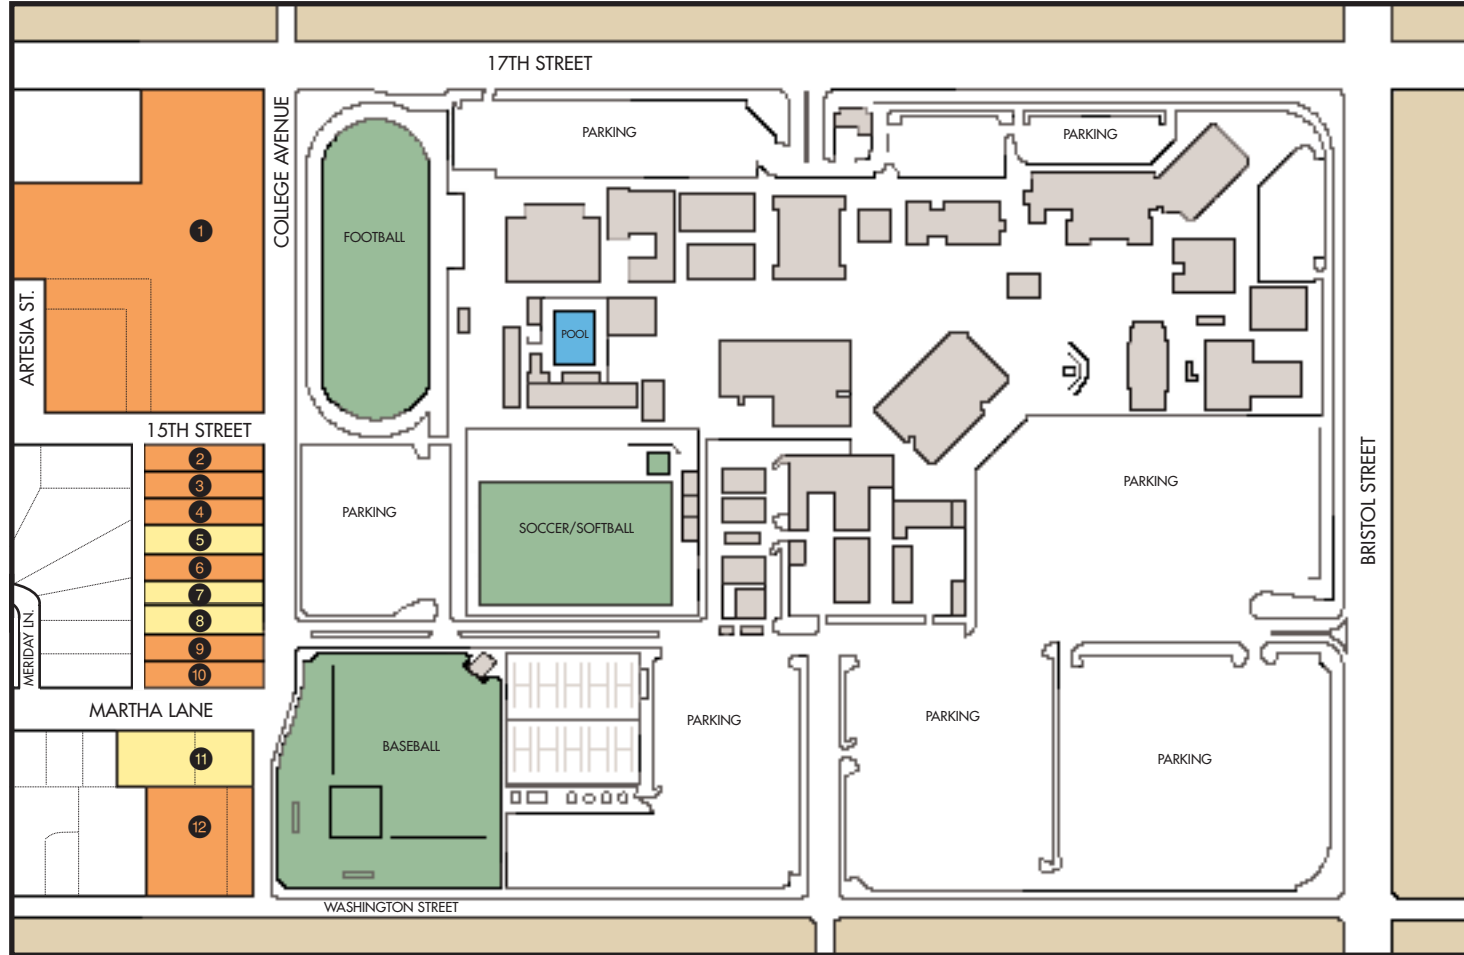 17TH STREET
COLLEGE AVENUE
PARKING
PARKING
1
FOOTBALL
ARTESIA ST.
POOL
15TH STREET
2
3
4
5
6
7
8
9
10
PARKING
SOCCER/SOFTBALL
PARKING
BRISTOL STREET
MERIDAY LN.
MARTHA LANE
11
12
BASEBALL
PARKING
PARKING
PARKING
WASHINGTON STREET